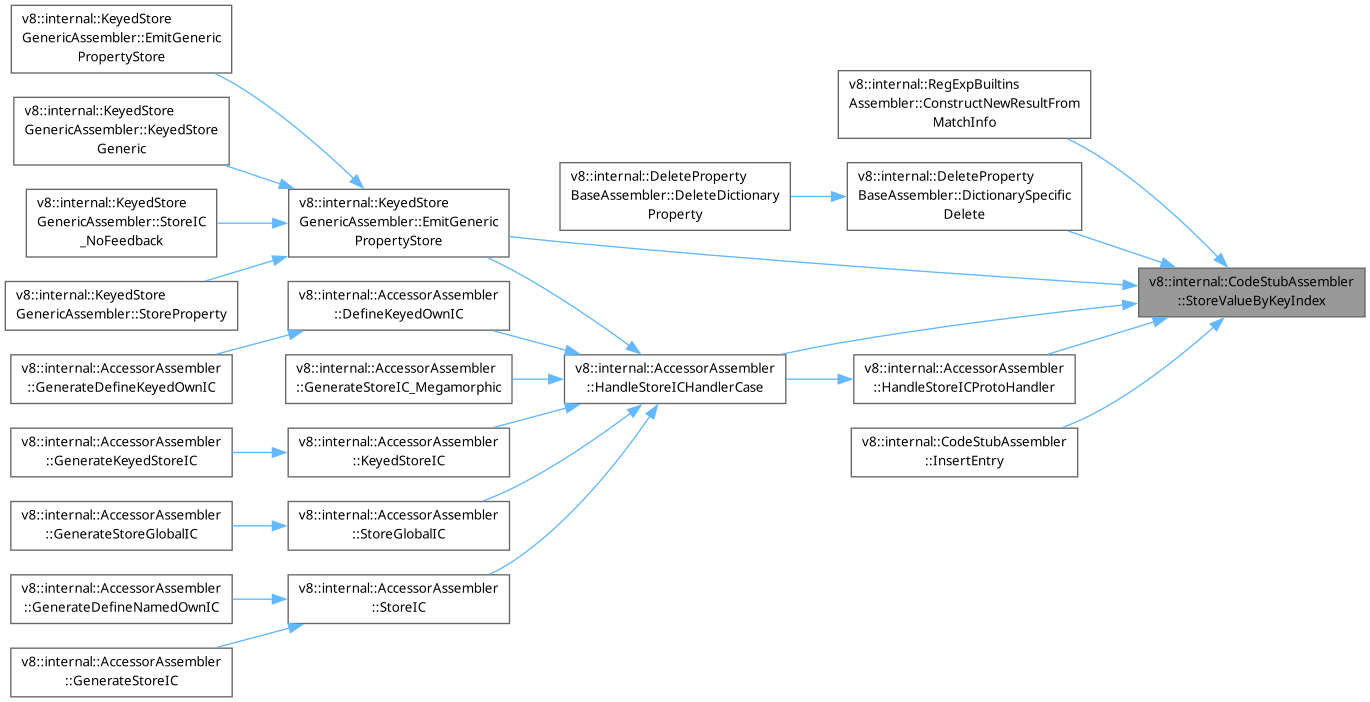 v8::internal::KeyedStore
GenericAssembler::EmitGeneric
PropertyStore
v8::internal::KeyedStore
GenericAssembler::KeyedStore
Generic
v8::internal::KeyedStore
GenericAssembler::StoreIC
_NoFeedback
v8::internal::KeyedStore
GenericAssembler::StoreProperty
v8::internal::AccessorAssembler
::GenerateDefineKeyedOwnIC
v8::internal::AccessorAssembler
::GenerateKeyedStoreIC
v8::internal::AccessorAssembler
::GenerateStoreGlobalIC
v8::internal::AccessorAssembler
::GenerateDefineNamedOwnIC
v8::internal::AccessorAssembler
::GenerateStoreIC
v8::internal::KeyedStore
GenericAssembler::EmitGeneric
PropertyStore
v8::internal::AccessorAssembler
::DefineKeyedOwnIC
v8::internal::AccessorAssembler
::GenerateStoreIC_Megamorphic
v8::internal::AccessorAssembler
::KeyedStoreIC
v8::internal::AccessorAssembler
::StoreGlobalIC
v8::internal::AccessorAssembler
::StoreIC
v8::internal::DeleteProperty
BaseAssembler::DeleteDictionary
Property
v8::internal::AccessorAssembler
::HandleStoreICHandlerCase
v8::internal::RegExpBuiltins
Assembler::ConstructNewResultFrom
MatchInfo
v8::internal::DeleteProperty
BaseAssembler::DictionarySpecific
Delete
v8::internal::AccessorAssembler
::HandleStoreICProtoHandler
v8::internal::CodeStubAssembler
::InsertEntry
v8::internal::CodeStubAssembler
::StoreValueByKeyIndex